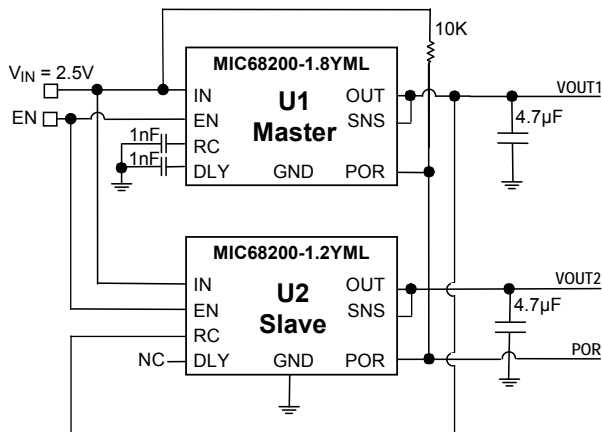 10K
MIC68200-1.8YML
VIN = 2.5V
IN
U1
OUT
VOUT1
EN
EN
Master
SNS
4.7µF
1nF
RC
1nF
DLY
GND
POR
MIC68200-1.2YML
IN
U2
OUT
VOUT2
EN
Slave
SNS
4.7µF
RC
NC
DLY
GND
POR
POR